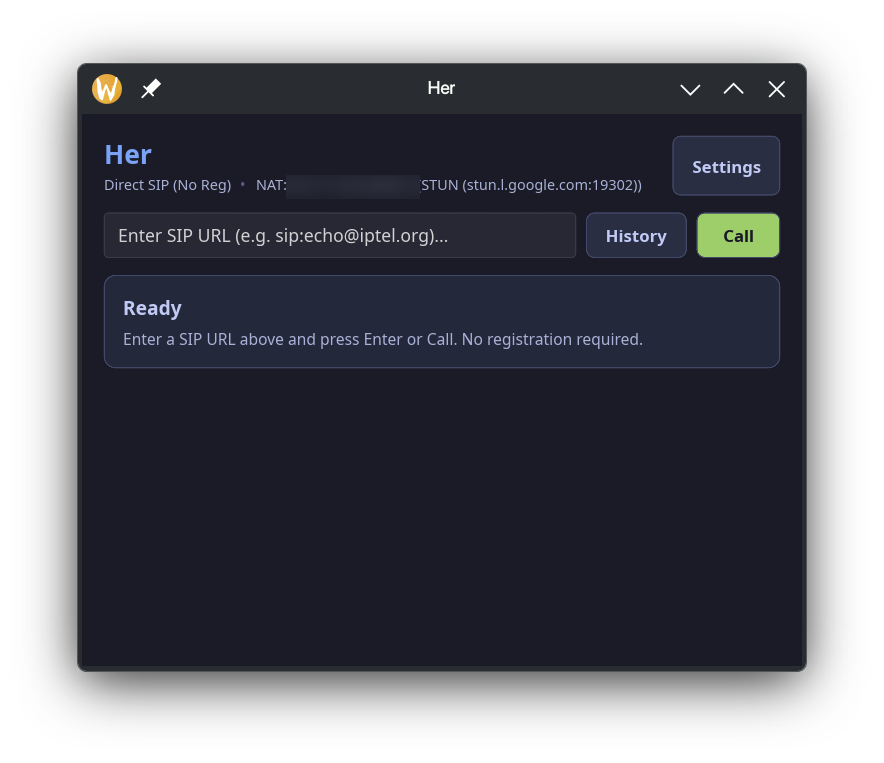 Her
Her
Direct SIP (No Reg) • NAT: STUN (stun.l.google.com:19302))
Settings
Enter SIP URL (e.g. sip:echo@iptel.org)...
History
Call
Ready
Enter a SIP URL above and press Enter or Call. No registration required.